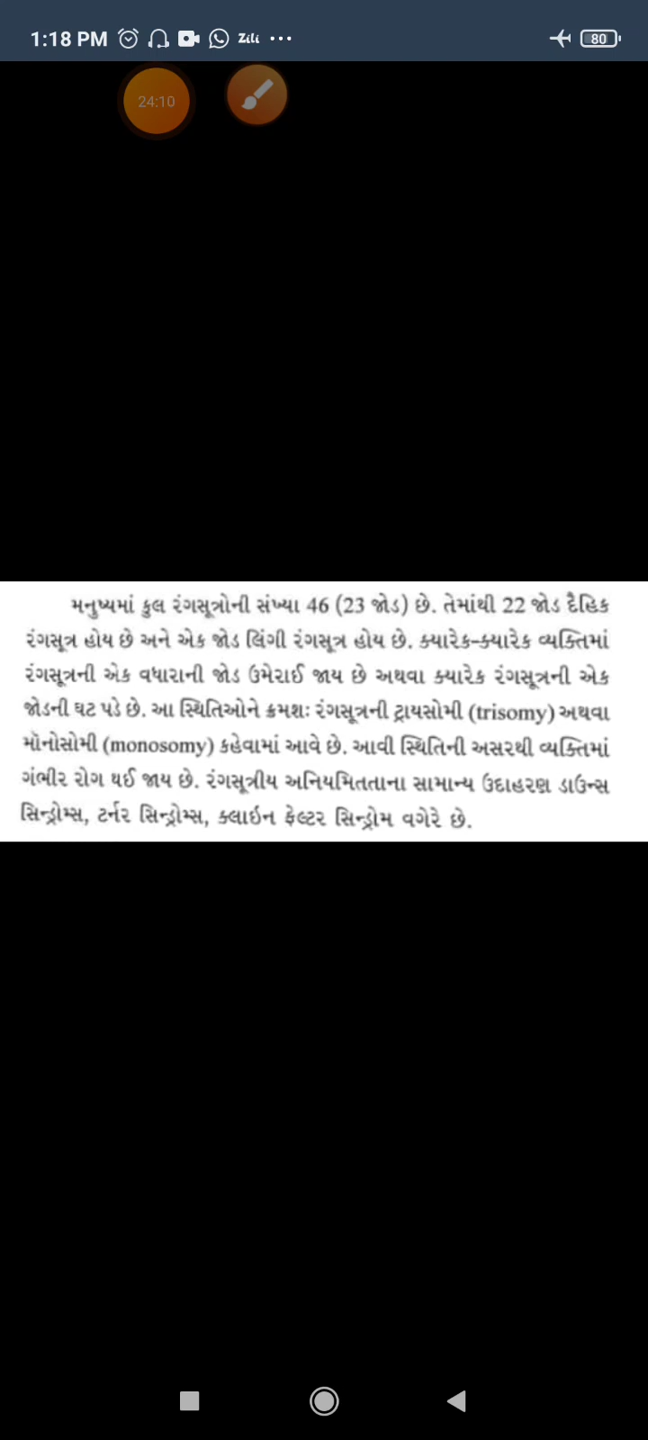 1:18 PM Zili ... 80
24:10
મનુષ્યમાં કુલ રંગસૂત્રોની સંખ્યા 46 (23 જોડ) છે. તેમાંથી 22 જોડ દૈહિક
રંગસૂત્ર હોય છે અને એક જોડ લિંગી રંગસૂત્ર હોય છે. ક્યારેક-ક્યારેક વ્યક્તિમાં
રંગસૂત્રની એક વધારાની જોડ ઉમેરાઈ જાય છે અથવા ક્યારેક રંગસૂત્રની એક
જોડની ઘટ પડે છે. આ સ્થિતિઓને ક્રમશઃ રંગસૂત્રની ટ્રાયસોમી (trisomy) અથવા
મૉનોસોમી (monosomy) કહેવામાં આવે છે. આવી સ્થિતિની અસરથી વ્યક્તિમાં
ગંભીર રોગ થઈ જાય છે. રંગસૂત્રીય અનિયમિતતાના સામાન્ય ઉદાહરણ ડાઉન્સ
સિન્ડ્રોમ્સ, ટર્નર સિન્ડ્રોમ્સ, ક્લાઇન ફેલ્ટર સિન્ડ્રોમ વગેરે છે.